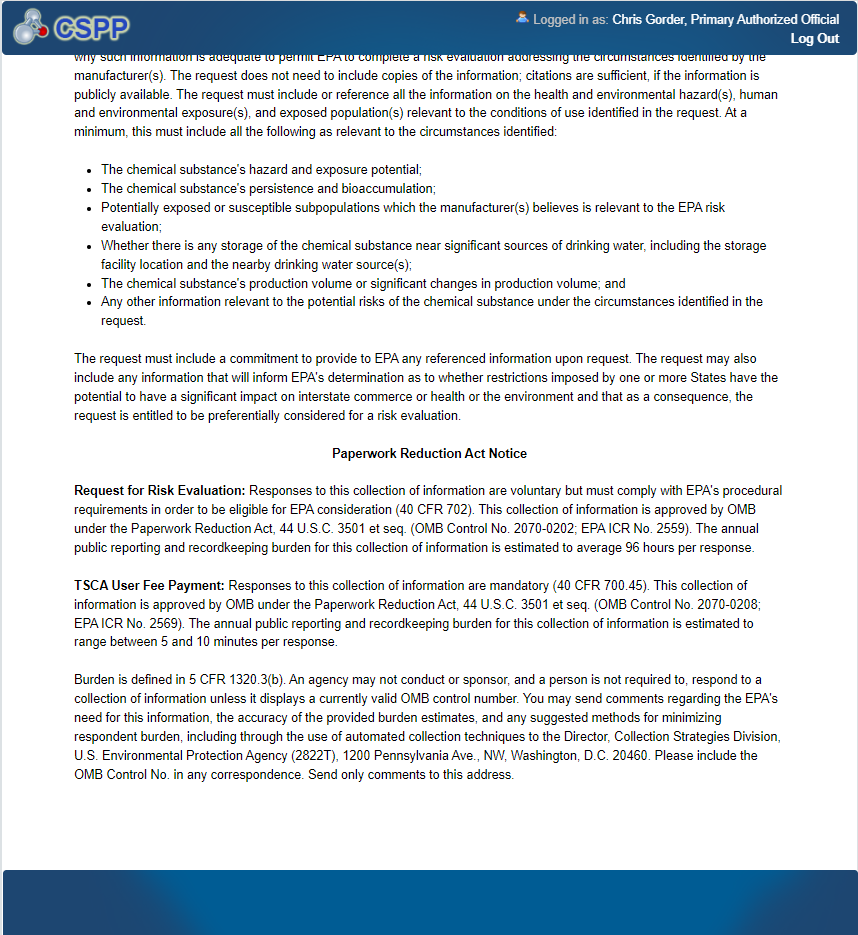 CSPP
Logged in as: Chris Gorder, Primary Authorized Official
Log Out
why such information is adequate to permit EPA to complete a risk evaluation addressing the circumstances identified by the
manufacturer(s). The request does not need to include copies of the information; citations are sufficient, if the information is
publicly available. The request must include or reference all the information on the health and environmental hazard(s), human
and environmental exposure(s), and exposed population(s) relevant to the conditions of use identified in the request. At a
minimum, this must include all the following as relevant to the circumstances identified:
• The chemical substance's hazard and exposure potential;
• The chemical substance's persistence and bioaccumulation;
• Potentially exposed or susceptible subpopulations which the manufacturer(s) believes is relevant to the EPA risk
evaluation;
• Whether there is any storage of the chemical substance near significant sources of drinking water, including the storage
facility location and the nearby drinking water source(s);
• The chemical substance's production volume or significant changes in production volume; and
• Any other information relevant to the potential risks of the chemical substance under the circumstances identified in the
request.
The request must include a commitment to provide to EPA any referenced information upon request. The request may also
include any information that will inform EPA's determination as to whether restrictions imposed by one or more States have the
potential to have a significant impact on interstate commerce or health or the environment and that as a consequence, the
request is entitled to be preferentially considered for a risk evaluation.
Paperwork Reduction Act Notice
Request for Risk Evaluation: Responses to this collection of information are voluntary but must comply with EPA's procedural
requirements in order to be eligible for EPA consideration (40 CFR 702). This collection of information is approved by OMB
under the Paperwork Reduction Act, 44 U.S.C. 3501 et seq. (OMB Control No. 2070-0202; EPA ICR No. 2559). The annual
public reporting and recordkeeping burden for this collection of information is estimated to average 96 hours per response.
TSCA User Fee Payment: Responses to this collection of information are mandatory (40 CFR 700.45). This collection of
information is approved by OMB under the Paperwork Reduction Act, 44 U.S.C. 3501 et seq. (OMB Control No. 2070-0208;
EPA ICR No. 2569). The annual public reporting and recordkeeping burden for this collection of information is estimated to
range between 5 and 10 minutes per response.
Burden is defined in 5 CFR 1320.3(b). An agency may not conduct or sponsor, and a person is not required to, respond to a
collection of information unless it displays a currently valid OMB control number. You may send comments regarding the EPA's
need for this information, the accuracy of the provided burden estimates, and any suggested methods for minimizing
respondent burden, including through the use of automated collection techniques to the Director, Collection Strategies Division,
U.S. Environmental Protection Agency (2822T), 1200 Pennsylvania Ave., NW, Washington, D.C. 20460. Please include the
OMB Control No. in any correspondence. Send only comments to this address.